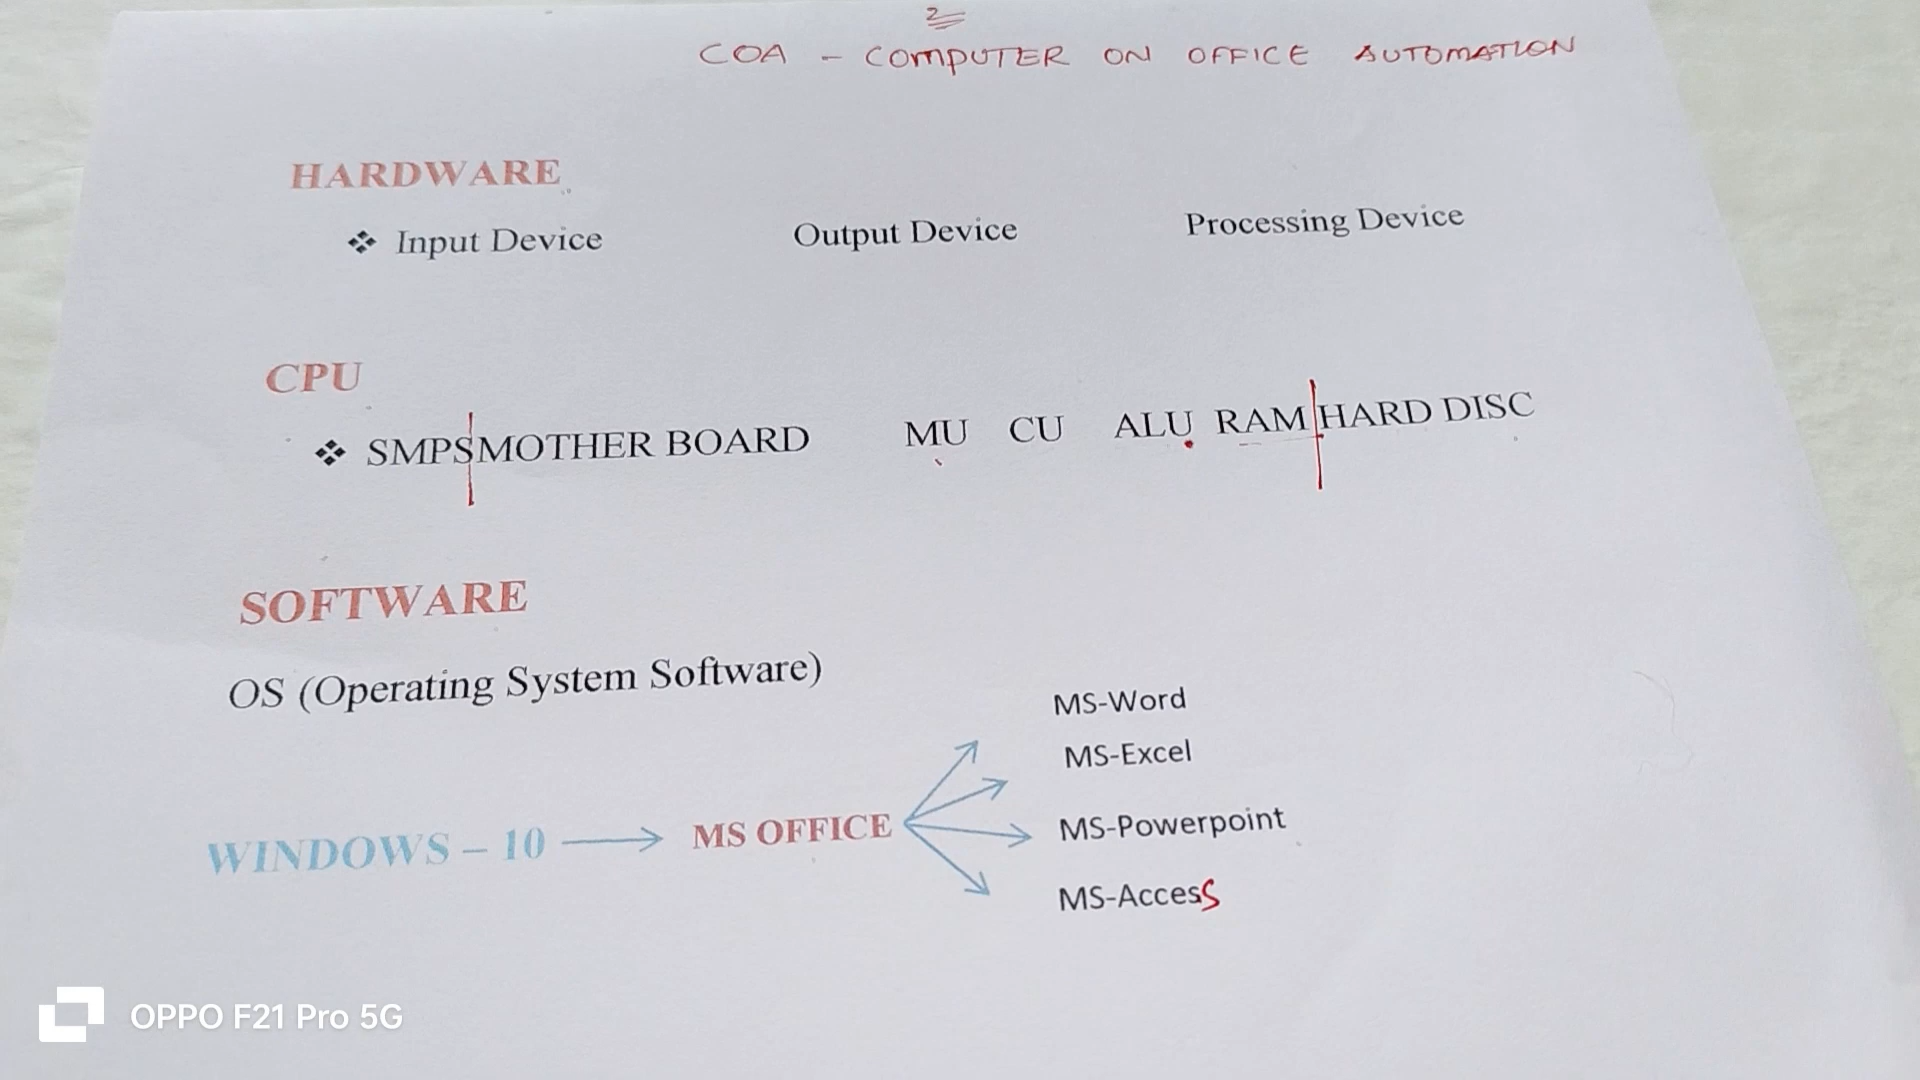 2
COA - COMPUTER ON OFFICE AUTOMATION
HARDWARE
❖ Input Device Output Device Processing Device
CPU
❖ SMPS MOTHER BOARD MU CU ALU RAM HARD DISC
SOFTWARE
OS (Operating System Software)
MS-Word
MS-Excel
WINDOWS – 10 → MS OFFICE
MS-Powerpoint
MS-Access
OPPO F21 Pro 5G